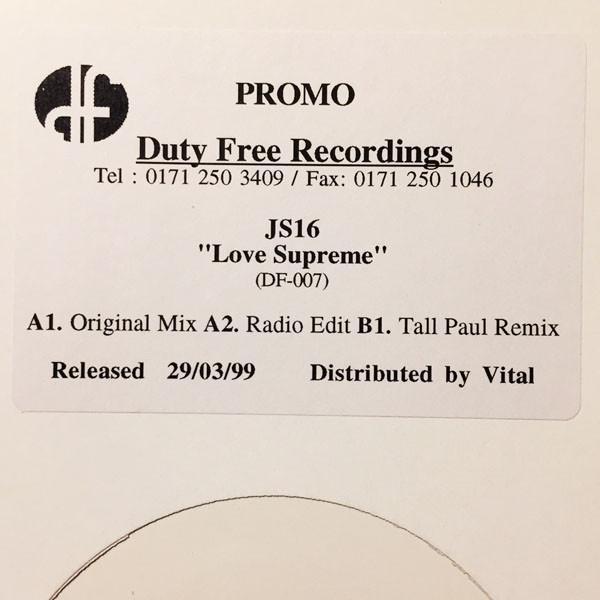 df
PROMO
Duty Free Recordings
Tel : 0171 250 3409 / Fax: 0171 250 1046
JS16
"Love Supreme"
(DF-007)
A1. Original Mix A2. Radio Edit B1. Tall Paul Remix
Released 29/03/99 Distributed by Vital